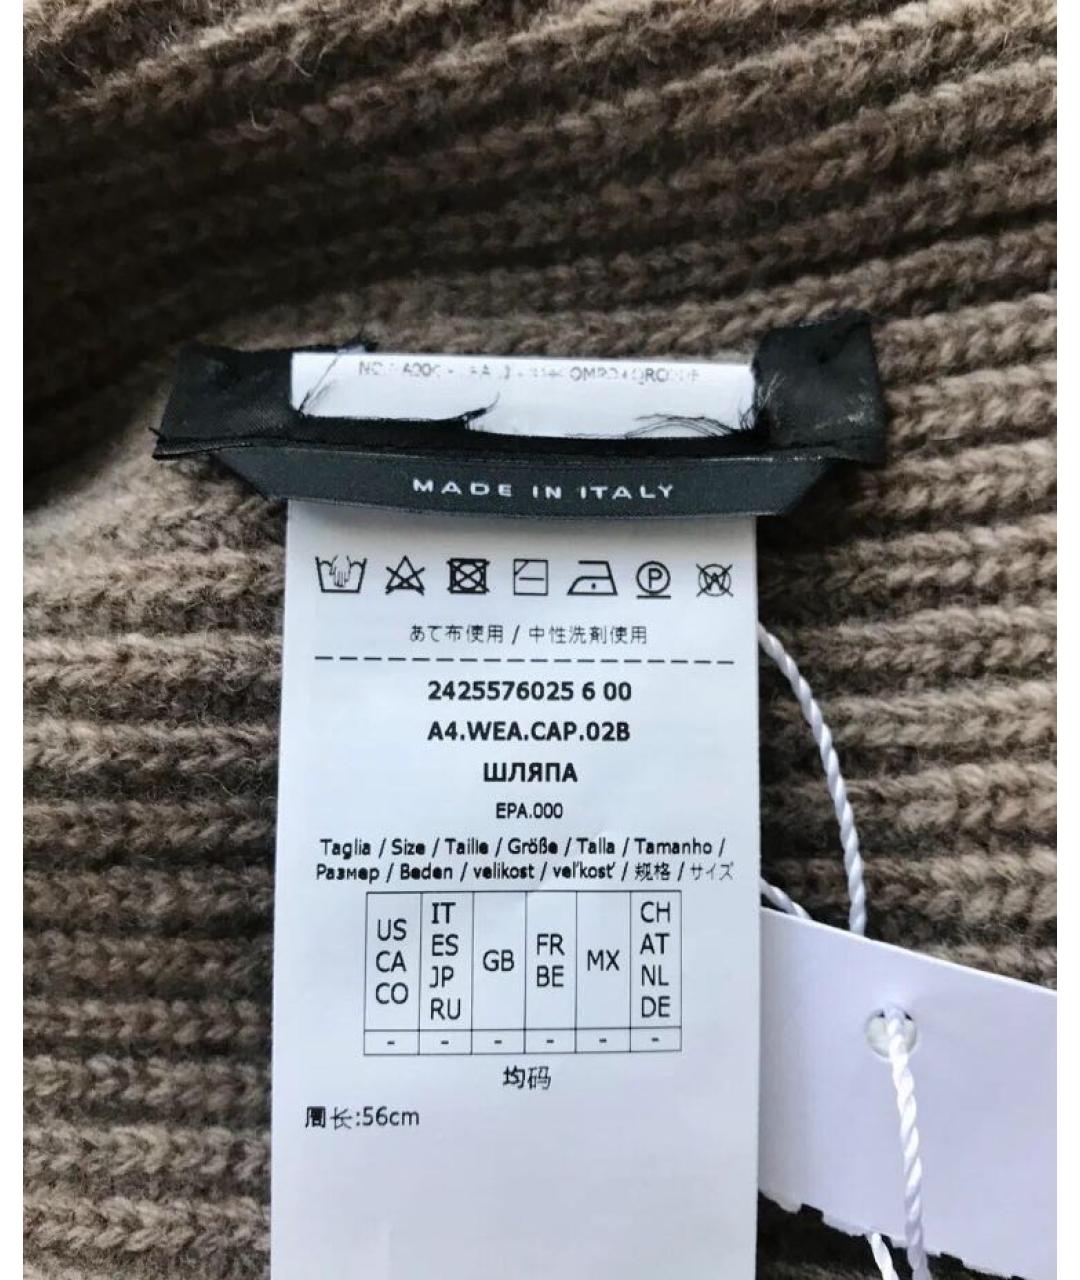 MADE IN ITALY
あて布使用 / 中性洗剤使用
2425576025 6 00
A4.WEA.CAP.02B
ШЛЯПА
EPA.000
Taglia / Size / Taille / Größe / Talla / Tamanho /
Размер / Beden / velikost / veľkosť / 规格 / サイズ
US CA CO IT ES JP RU GB FR BE MX CH AT NL DE
- - - - - -
均码
周长:56cm